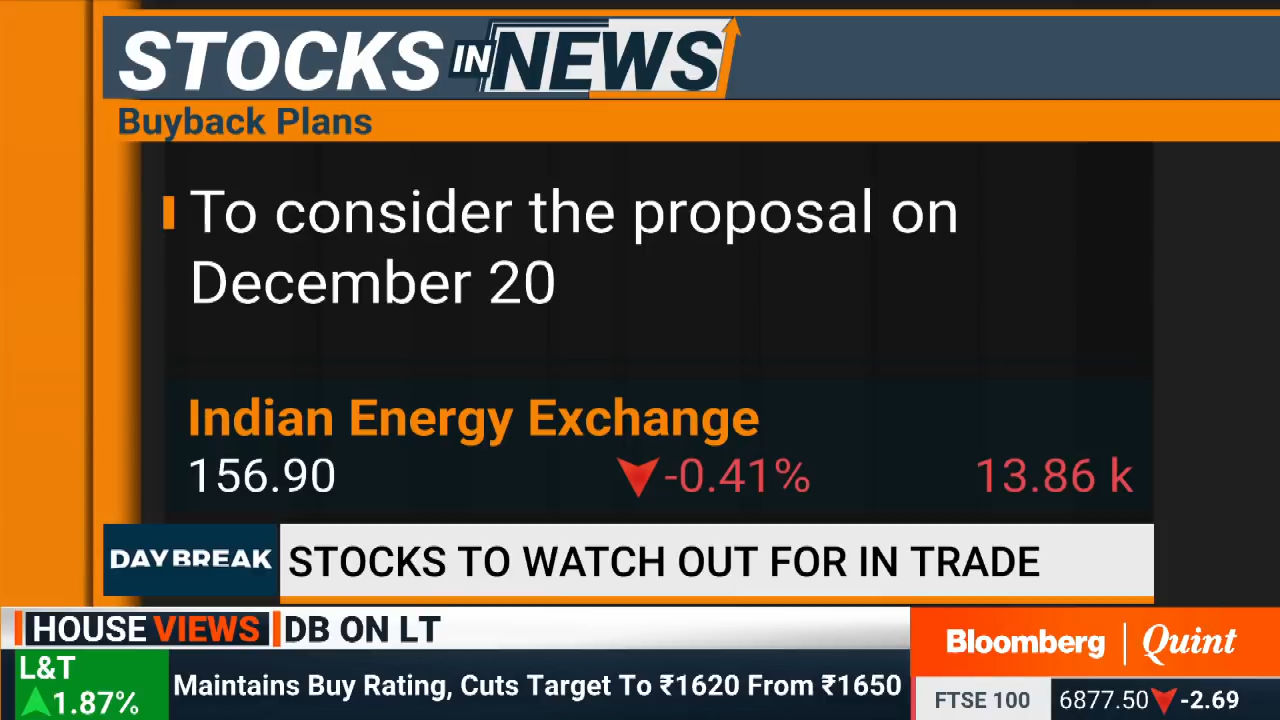 STOCKS IN NEWS
Buyback Plans
To consider the proposal on
December 20
Indian Energy Exchange
156.90 -0.41% 13.86 k
DAYBREAK STOCKS TO WATCH OUT FOR IN TRADE
HOUSE VIEWS DB ON LT
Bloomberg | Quint
L&T
1.87%
Maintains Buy Rating, Cuts Target To ₹1620 From ₹1650
FTSE 100 6877.50 -2.69